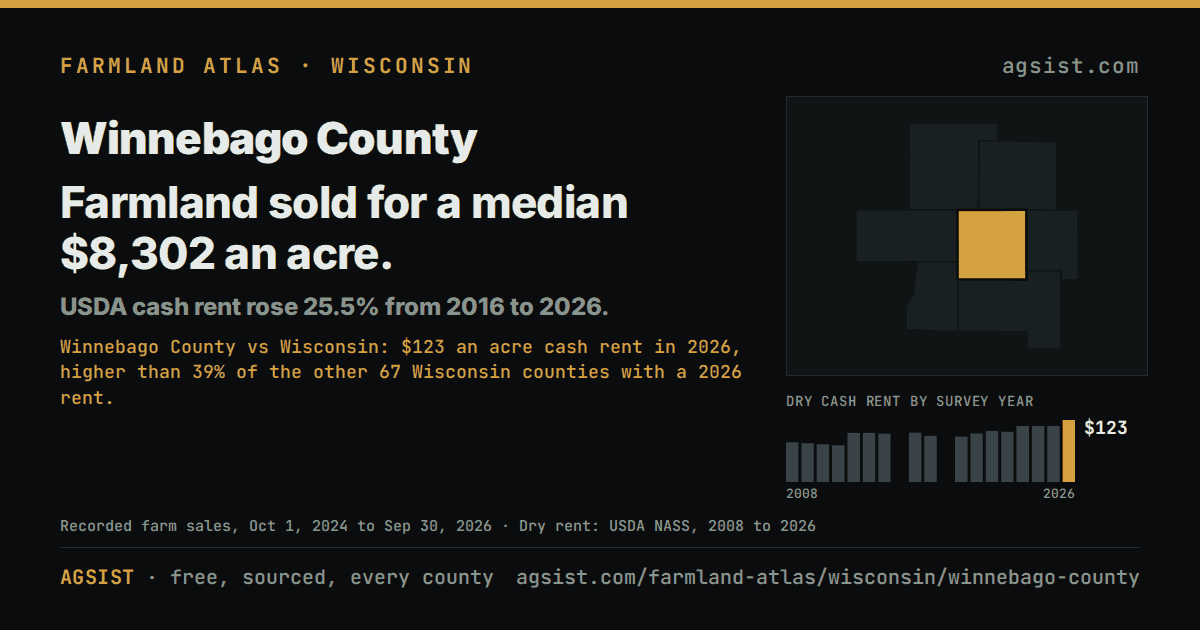 FARMLAND ATLAS · WISCONSIN
agsist.com
Winnebago County
Farmland sold for a median
$8,302 an acre.
USDA cash rent rose 25.5% from 2016 to 2026.
Winnebago County vs Wisconsin: $123 an acre cash rent in 2026,
higher than 39% of the other 67 Wisconsin counties with a 2026
rent.
DRY CASH RENT BY SURVEY YEAR
$123
2008
2026
Recorded farm sales, Oct 1, 2024 to Sep 30, 2026 · Dry rent: USDA NASS, 2008 to 2026
AGSIST · free, sourced, every county
agsist.com/farmland-atlas/wisconsin/winnebago-county